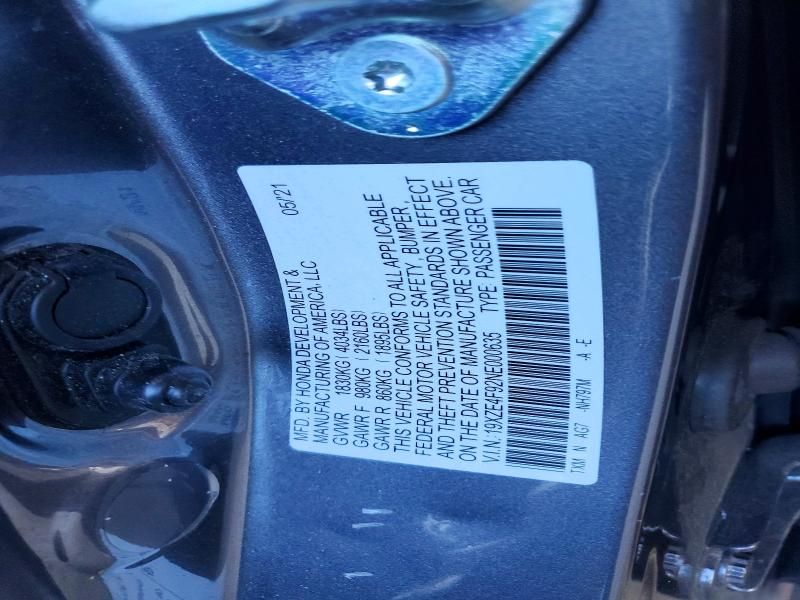 MFD. BY HONDA DEVELOPMENT & 05/'21
MANUFACTURING OF AMERICA. LLC
GVWR 1830KG (4034LBS)
GAWR F 980KG (2160LBS)
GAWR R 860KG (1895LBS)
THIS VEHICLE CONFORMS TO ALL APPLICABLE
FEDERAL MOTOR VEHICLE SAFETY, BUMPER,
AND THEFT PREVENTION STANDARDS IN EFFECT
ON THE DATE OF MANUFACTURE SHOWN ABOVE.
V.I.N.:19XZE4F92NE000635 TYPE: PASSENGER CAR
TXM N AG7 -NH797M -A -E